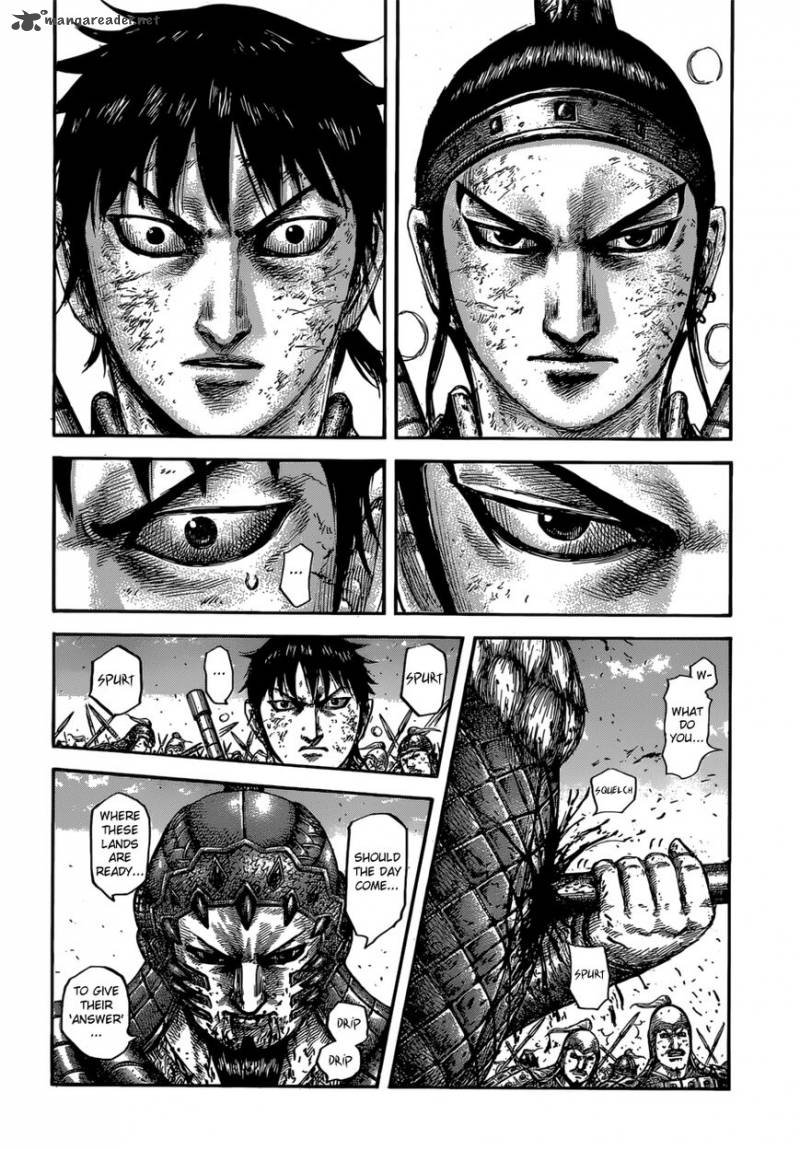 mangareader.net
...
W-
WHAT
DO
YOU...
SQUELCH
SPURT
SPURT
...
SPURT
SHOULD
THE DAY
COME...
WHERE
THESE
LANDS
ARE
READY...
TO GIVE
THEIR
'ANSWER'
...
DRIP
DRIP